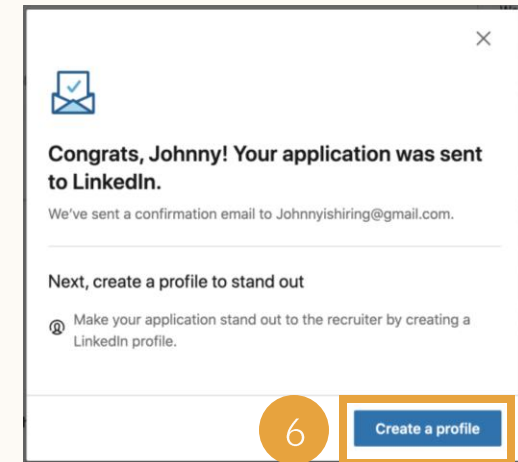 Congrats, Johnny! Your application was sent
to LinkedIn.
We've sent a confirmation email to Johnnyishiring@gmail.com.
Next, create a profile to stand out
Make your application stand out to the recruiter by creating a
LinkedIn profile.
6
Create a profile